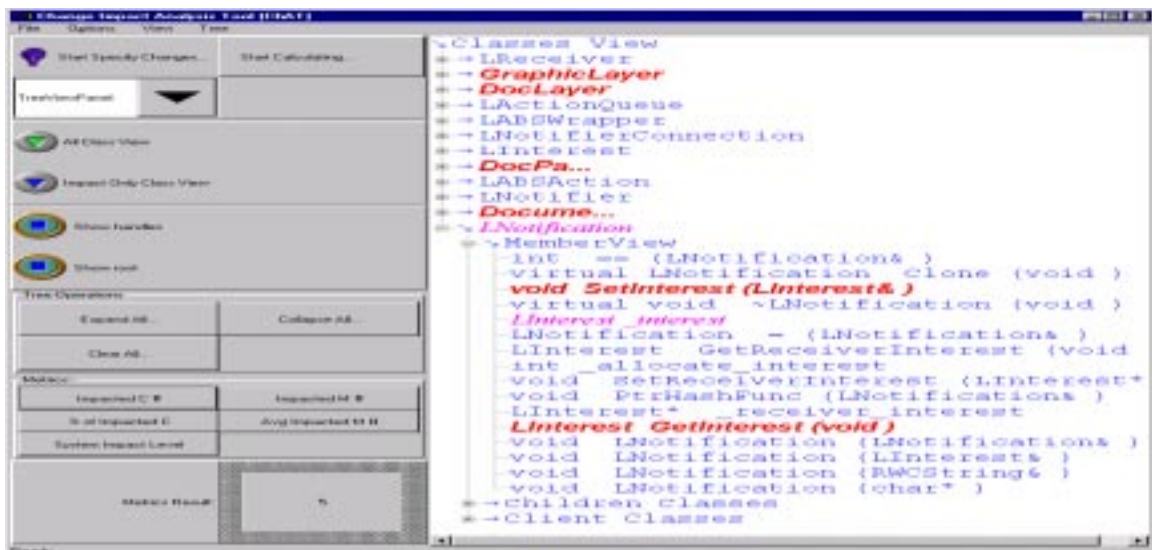 Change Impact Analysis Tool (CIAT)
File Options View Tree
Start Specify Changes... Start Calculating...
TreeViewPanel
All Class View
Impact Only Class View
Show handles
Show root
Tree Operations
Expand All... Collapse All...
Clear All...
Metrics
Impacted C # Impacted M #
% of Impacted C Avg Impacted M #
System Impact Level
Metrics Result 5
Ready
Classes View
LReceiver
GraphicLayer
DocLayer
LActionQueue
LABSWrapper
LNotifierConnection
LInterest
DocPa...
LABSAction
LNotifier
Docume...
LNotification
MemberView
int == (LNotification& )
virtual LNotification Clone (void )
void SetInterest (LInterest& )
virtual void ~LNotification (void )
LInterest _interest
LNotification = (LNotification& )
LInterest GetReceiverInterest (void
int _allocate_interest
void SetReceiverInterest (LInterest*
void PtrHashFunc (LNotification& )
LInterest* _receiver_interest
LInterest GetInterest (void )
void LNotification (LNotification& )
void LNotification (LInterest& )
void LNotification (RWCString& )
void LNotification (char* )
Children Classes
Client Classes